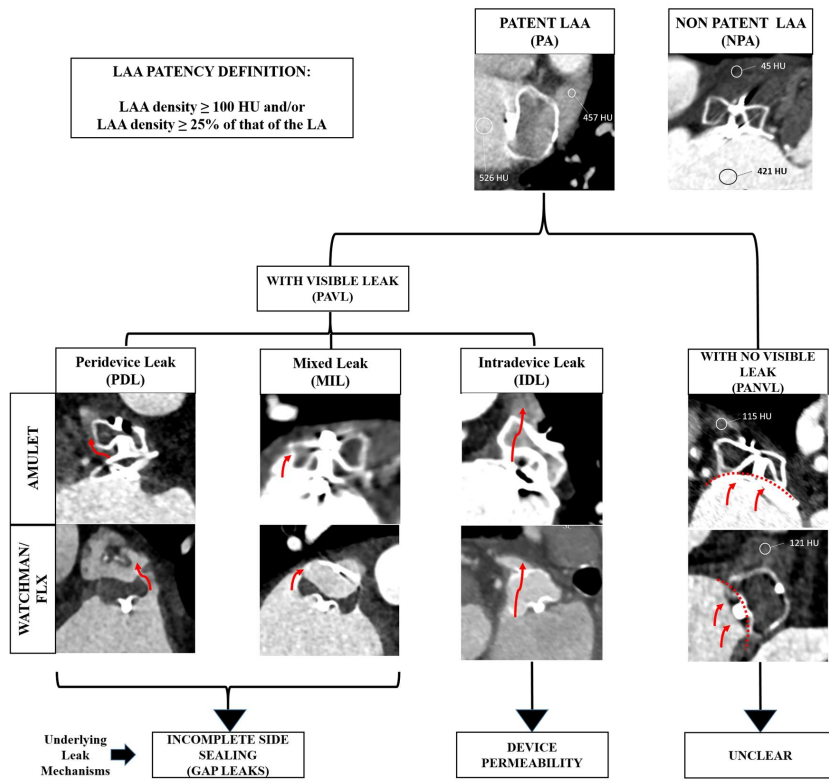 PATENT LAA
(PA)
NON PATENT LAA
(NPA)
LAA PATENCY DEFINITION:
LAA density ≥ 100 HU and/or
LAA density ≥ 25% of that of the LA
457 HU
526 HU
45 HU
421 HU
WITH VISIBLE LEAK
(PAVL)
Peridevice Leak
(PDL)
Mixed Leak
(MIL)
Intradevice Leak
(IDL)
WITH NO VISIBLE
LEAK
(PANVL)
AMULET
115 HU
WATCHMAN/
FLX
121 HU
Underlying
Leak
Mechanisms
INCOMPLETE SIDE
SEALING
(GAP LEAKS)
DEVICE
PERMEABILITY
UNCLEAR